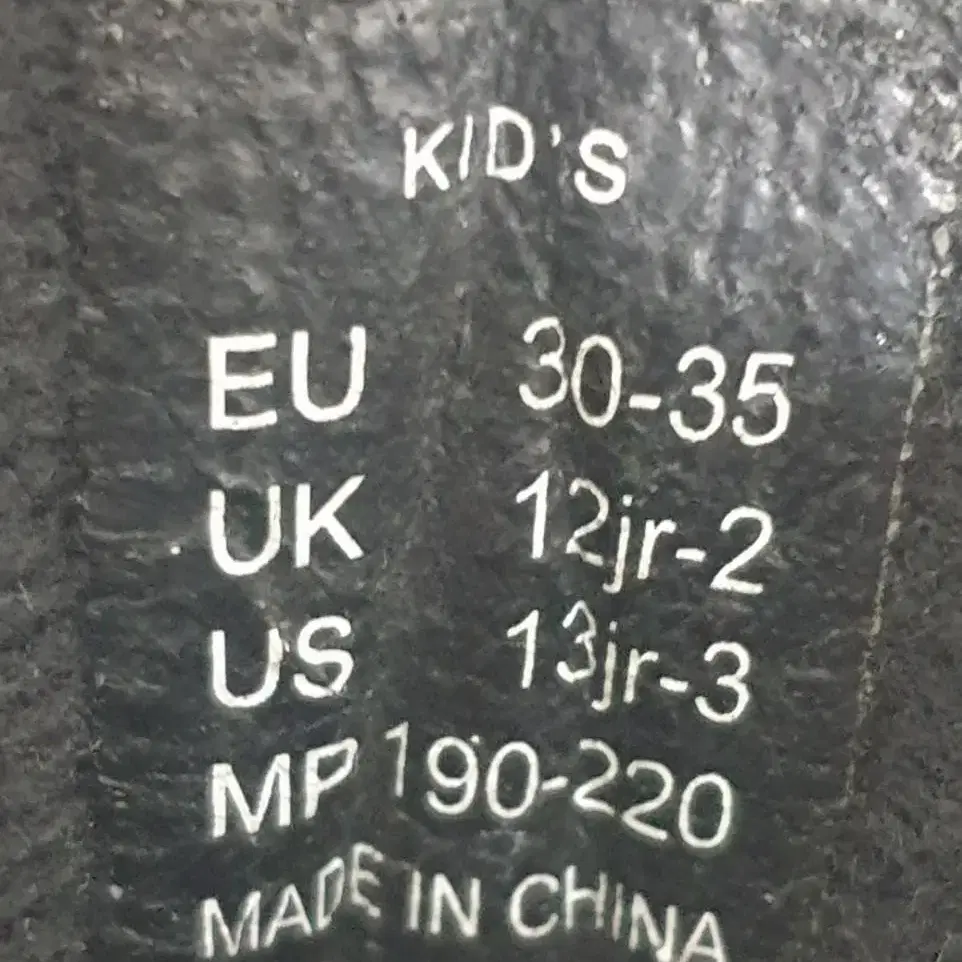 KID'S
EU 30-35
UK 12jr-2
US 13jr-3
MP 190-220
MADE IN CHINA